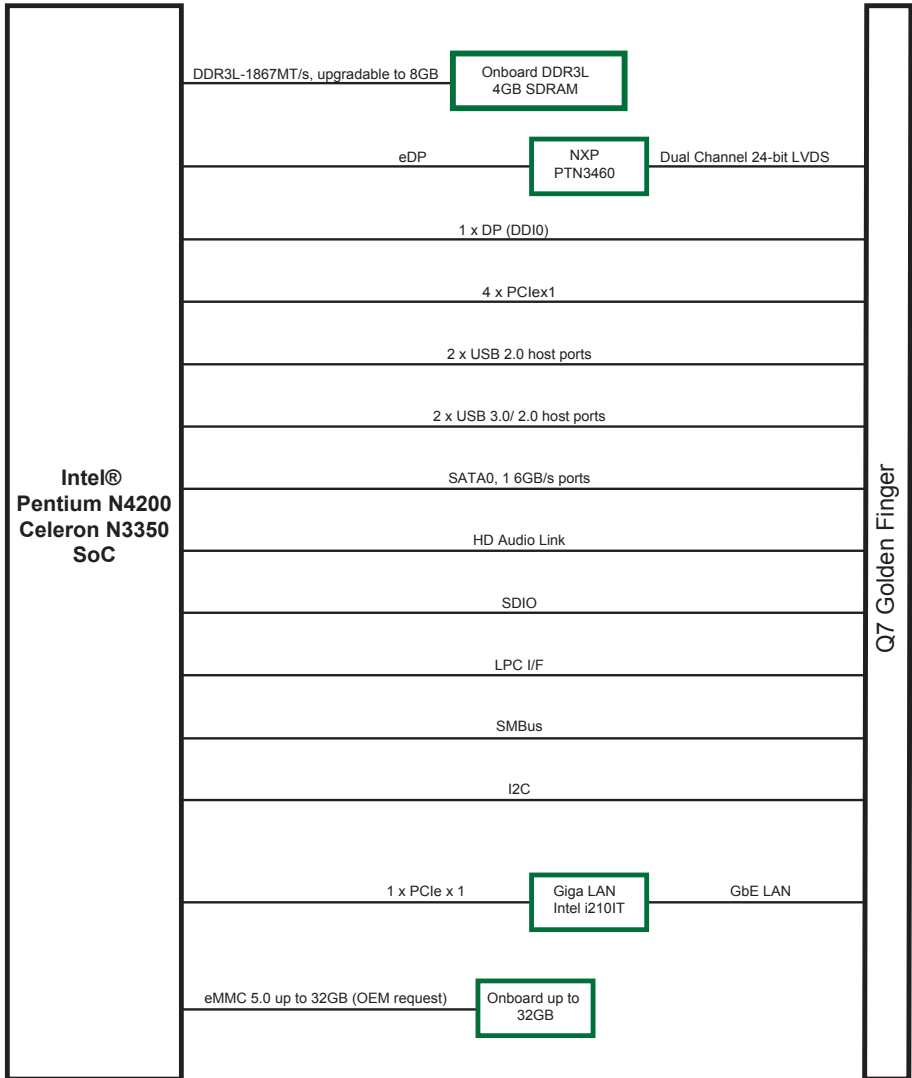 DDR3L-1867MT/s, upgradable to 8GB
Onboard DDR3L
4GB SDRAM
eDP
NXP
PTN3460
Dual Channel 24-bit LVDS
1 x DP (DDI0)
4 x PCIex1
2 x USB 2.0 host ports
2 x USB 3.0/ 2.0 host ports
Intel®
Pentium N4200
Celeron N3350
SoC
SATA0, 1 6GB/s ports
HD Audio Link
SDIO
LPC I/F
SMBus
I2C
1 x PCIe x 1
Giga LAN
Intel i210IT
GbE LAN
eMMC 5.0 up to 32GB (OEM request)
Onboard up to
32GB
Q7 Golden Finger